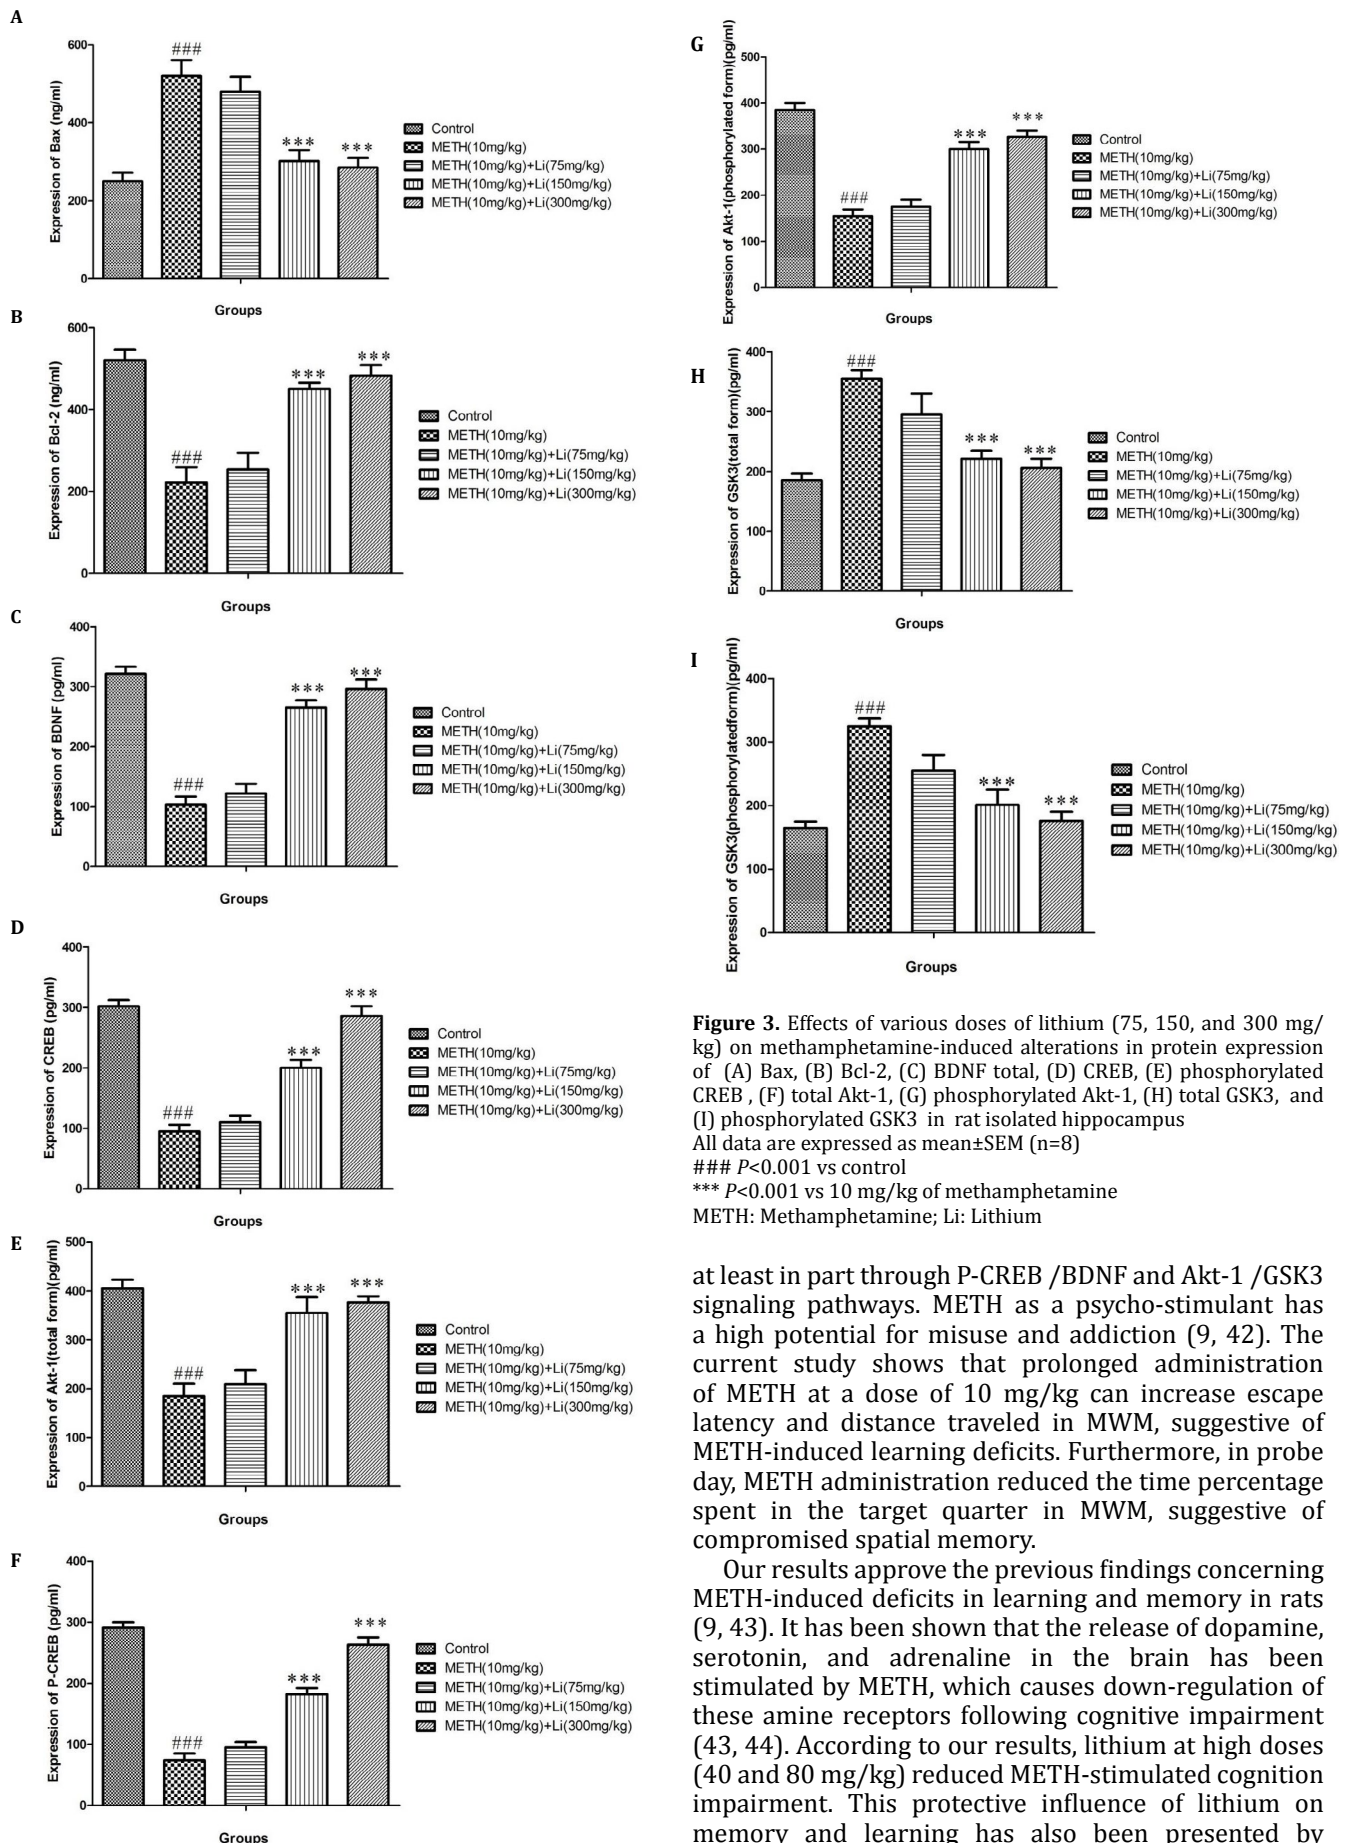 A
Expression of Bax (ng/ml)
600
400
200
0
###
***
***
Groups
Control
METH(10mg/kg)
METH(10mg/kg)+Li(75mg/kg)
METH(10mg/kg)+Li(150mg/kg)
METH(10mg/kg)+Li(300mg/kg)
B
Expression of Bcl-2 (ng/ml)
600
400
200
0
###
***
***
Groups
Control
METH(10mg/kg)
METH(10mg/kg)+Li(75mg/kg)
METH(10mg/kg)+Li(150mg/kg)
METH(10mg/kg)+Li(300mg/kg)
C
Expression of BDNF (pg/ml)
400
300
200
100
0
###
***
***
Groups
Control
METH(10mg/kg)
METH(10mg/kg)+Li(75mg/kg)
METH(10mg/kg)+Li(150mg/kg)
METH(10mg/kg)+Li(300mg/kg)
D
Expression of CREB (pg/ml)
400
300
200
100
0
###
***
***
Groups
Control
METH(10mg/kg)
METH(10mg/kg)+Li(75mg/kg)
METH(10mg/kg)+Li(150mg/kg)
METH(10mg/kg)+Li(300mg/kg)
E
Expression of Akt-1(total form)(pg/ml)
500
400
300
200
100
0
###
***
***
Groups
Control
METH(10mg/kg)
METH(10mg/kg)+Li(75mg/kg)
METH(10mg/kg)+Li(150mg/kg)
METH(10mg/kg)+Li(300mg/kg)
F
Expression of P-CREB (pg/ml)
400
300
200
100
0
###
***
***
Groups
Control
METH(10mg/kg)
METH(10mg/kg)+Li(75mg/kg)
METH(10mg/kg)+Li(150mg/kg)
METH(10mg/kg)+Li(300mg/kg)
G
Expression of Akt-1(phosphorylated form)(pg/ml)
500
400
300
200
100
0
###
***
***
Groups
Control
METH(10mg/kg)
METH(10mg/kg)+Li(75mg/kg)
METH(10mg/kg)+Li(150mg/kg)
METH(10mg/kg)+Li(300mg/kg)
H
Expression of GSK3(total form)(pg/ml)
400
300
200
100
0
###
***
***
Groups
Control
METH(10mg/kg)
METH(10mg/kg)+Li(75mg/kg)
METH(10mg/kg)+Li(150mg/kg)
METH(10mg/kg)+Li(300mg/kg)
I
Expression of GSK3(phosphorylatedform)(pg/ml)
400
300
200
100
0
###
***
***
Groups
Control
METH(10mg/kg)
METH(10mg/kg)+Li(75mg/kg)
METH(10mg/kg)+Li(150mg/kg)
METH(10mg/kg)+Li(300mg/kg)
Figure 3. Effects of various doses of lithium (75, 150, and 300 mg/
kg) on methamphetamine-induced alterations in protein expression
of (A) Bax, (B) Bcl-2, (C) BDNF total, (D) CREB, (E) phosphorylated
CREB , (F) total Akt-1, (G) phosphorylated Akt-1, (H) total GSK3, and
(I) phosphorylated GSK3 in rat isolated hippocampus
All data are expressed as mean±SEM (n=8)
### P<0.001 vs control
*** P<0.001 vs 10 mg/kg of methamphetamine
METH: Methamphetamine; Li: Lithium
at least in part through P-CREB /BDNF and Akt-1 /GSK3
signaling pathways. METH as a psycho-stimulant has
a high potential for misuse and addiction (9, 42). The
current study shows that prolonged administration
of METH at a dose of 10 mg/kg can increase escape
latency and distance traveled in MWM, suggestive of
METH-induced learning deficits. Furthermore, in probe
day, METH administration reduced the time percentage
spent in the target quarter in MWM, suggestive of
compromised spatial memory.
Our results approve the previous findings concerning
METH-induced deficits in learning and memory in rats
(9, 43). It has been shown that the release of dopamine,
serotonin, and adrenaline in the brain has been
stimulated by METH, which causes down-regulation of
these amine receptors following cognitive impairment
(43, 44). According to our results, lithium at high doses
(40 and 80 mg/kg) reduced METH-stimulated cognition
impairment. This protective influence of lithium on
memory and learning has also been presented by